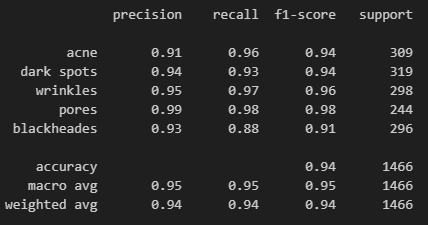 precision recall f1-score support
acne 0.91 0.96 0.94 309
dark spots 0.94 0.93 0.94 319
wrinkles 0.95 0.97 0.96 298
pores 0.99 0.98 0.98 244
blackheades 0.93 0.88 0.91 296
accuracy 0.94 1466
macro avg 0.95 0.95 0.95 1466
weighted avg 0.94 0.94 0.94 1466